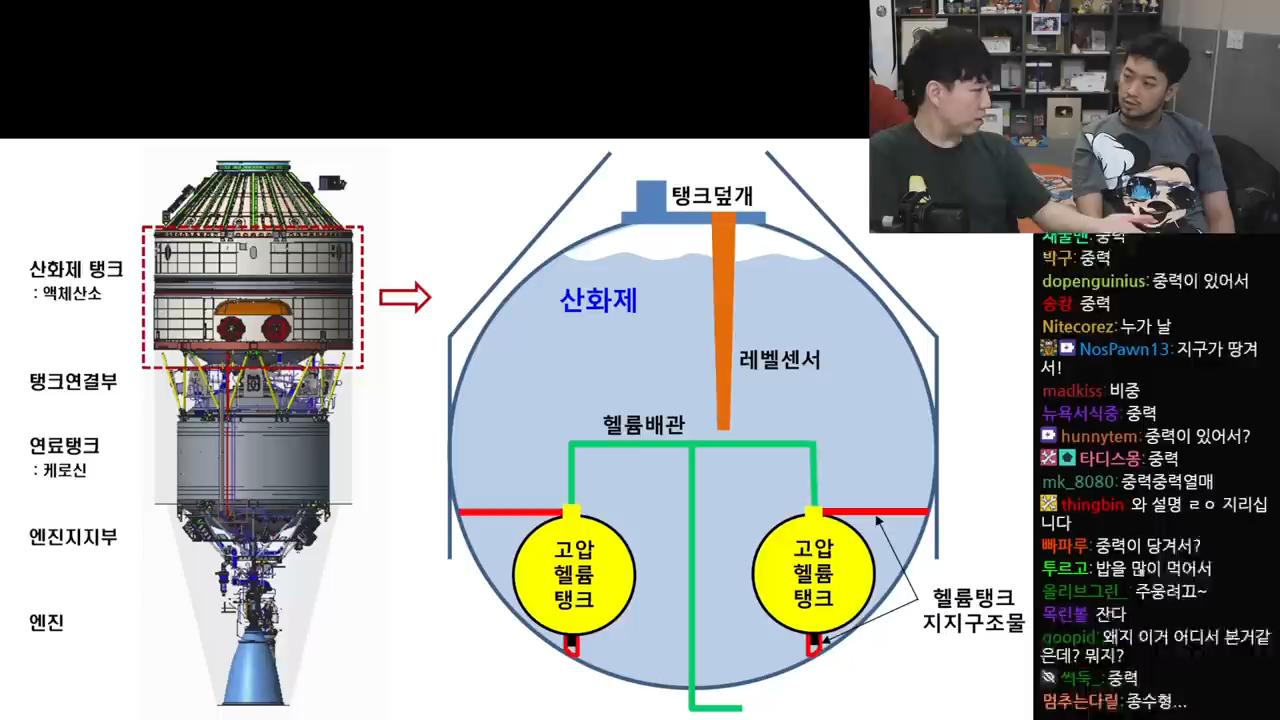 산화제 탱크
: 액체산소
탱크연결부
연료탱크
: 케로신
엔진지지부
엔진
탱크덮개
산화제
레벨센서
헬륨배관
고압
헬륨
탱크
고압
헬륨
탱크
헬륨탱크
지지구조물
박구: 중력
dopenguinius: 중력이 있어서
숭캉 중력
Nitecorez: 누가 날
NosPawn13: 지구가 땅겨
서!
madkiss: 비중
뉴욕서식중: 중력
hunnytem: 중력이 있어서?
타디스몽: 중력
mk_8080: 중력중력열매
thingbin 와 설명 ㄹㅇ 지리십
니다
빠파루: 중력이 당겨서?
투르고: 밥을 많이 먹어서
올리브그린_: 주웅려끄~
목린볼 잔다
goopid: 왜지 이거 어디서 본거같
은데? 뭐지?
씩둑_: 중력
멈추는다릴: 종수형...